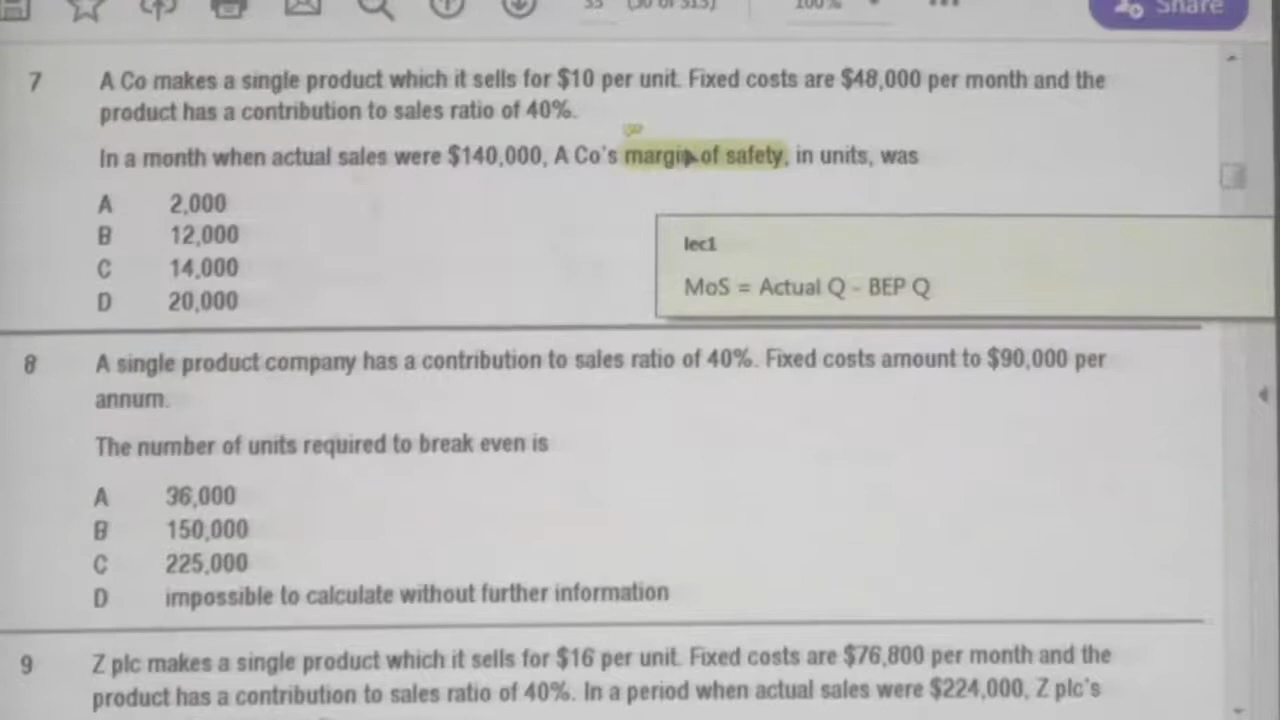 Share
100%
7 A Co makes a single product which it sells for $10 per unit. Fixed costs are $48,000 per month and the
product has a contribution to sales ratio of 40%.
In a month when actual sales were $140,000, A Co's margin of safety, in units, was
A 2,000
B 12,000
C 14,000
D 20,000
lec1
MoS = Actual Q - BEP Q
8 A single product company has a contribution to sales ratio of 40%. Fixed costs amount to $90,000 per
annum.
The number of units required to break even is
A 36,000
B 150,000
C 225,000
D impossible to calculate without further information
9 Z plc makes a single product which it sells for $16 per unit. Fixed costs are $76,800 per month and the
product has a contribution to sales ratio of 40%. In a period when actual sales were $224,000, Z plc's